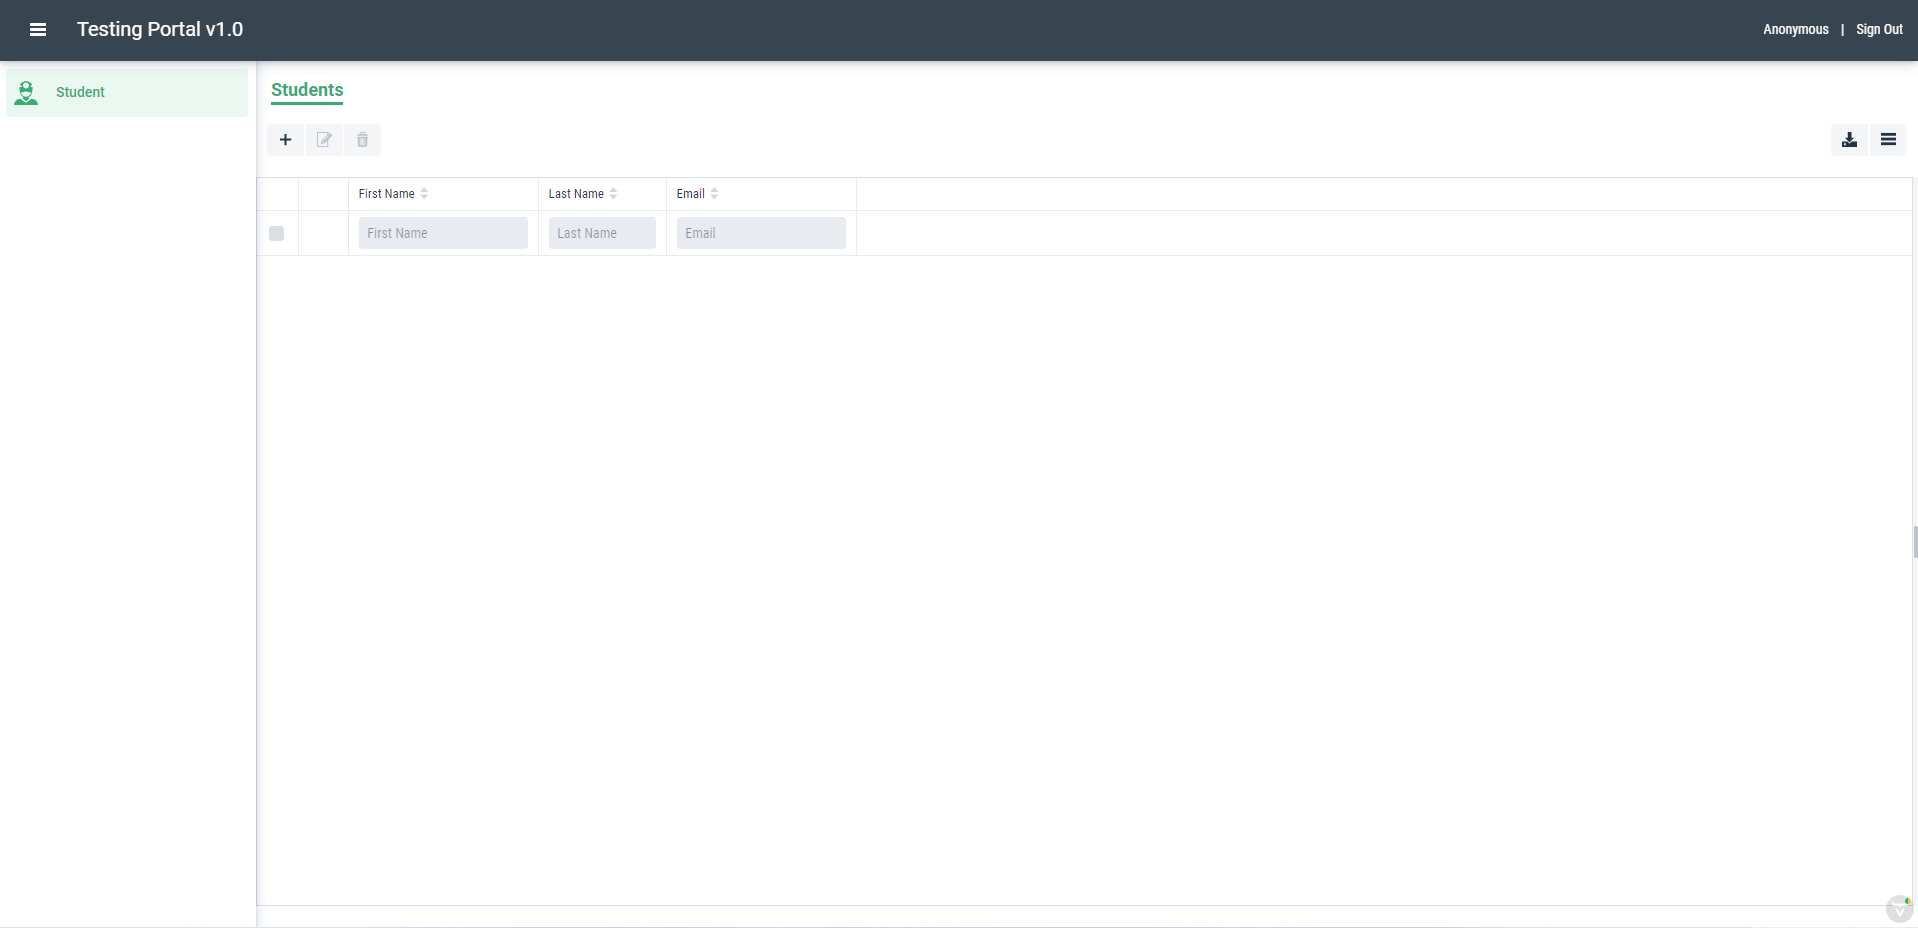 Testing Portal v1.0
Anonymous | Sign Out
Student
Students
First Name Last Name Email
First Name Last Name Email